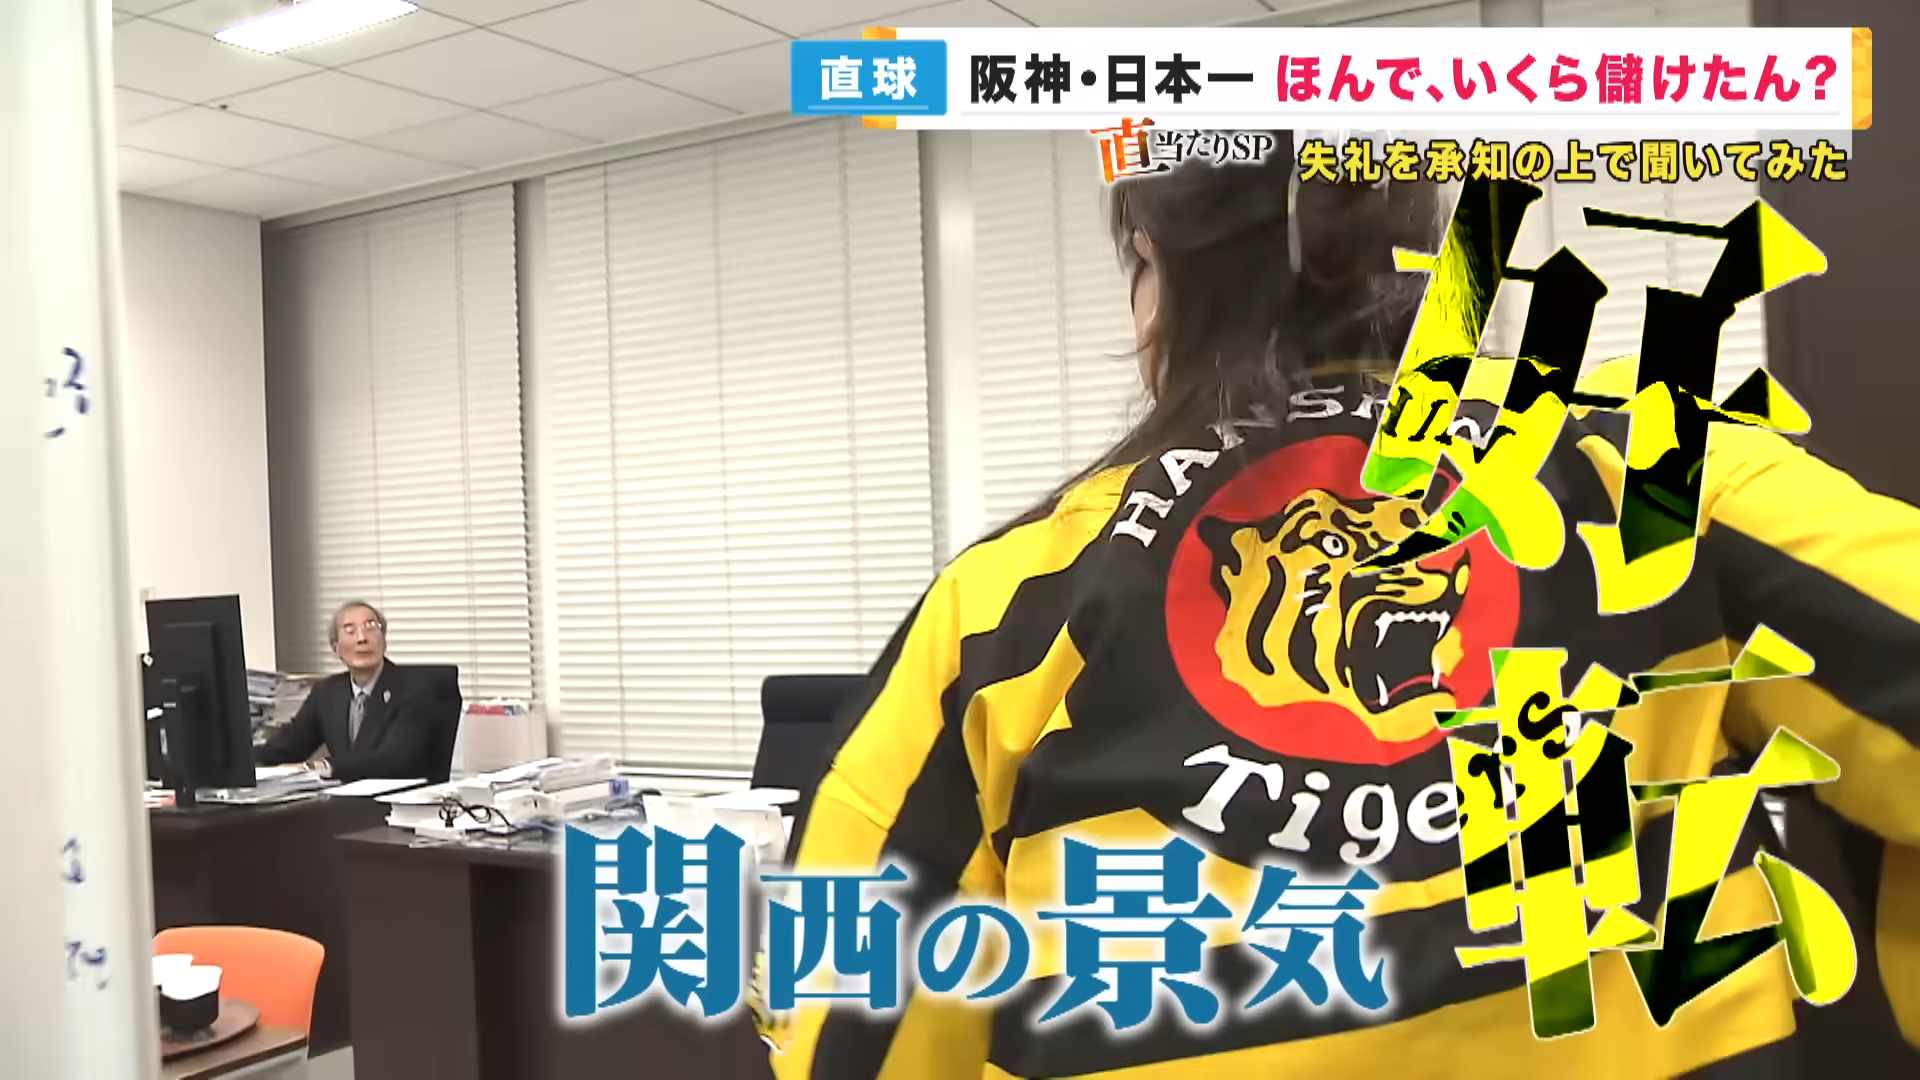 直球 阪神・日本一 ほんで、いくら儲けたん?
直当たりSP 失礼を承知の上で聞いてみた
好転
HANSHIN
Tigers
関西の景気